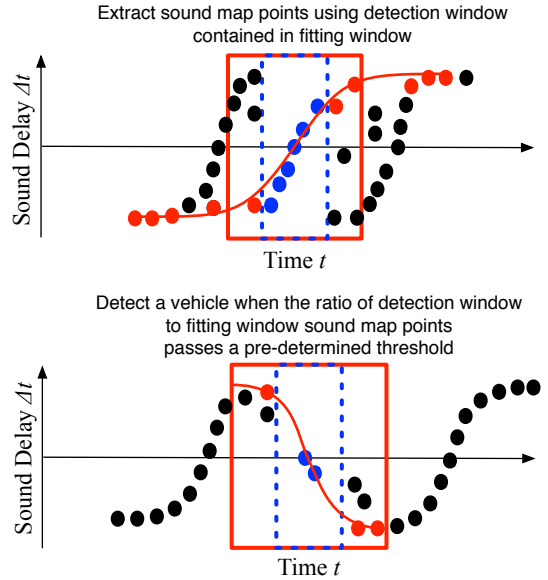 Extract sound map points using detection window
contained in fitting window
Sound Delay Δt
Time t
Detect a vehicle when the ratio of detection window
to fitting window sound map points
passes a pre-determined threshold
Sound Delay Δt
Time t